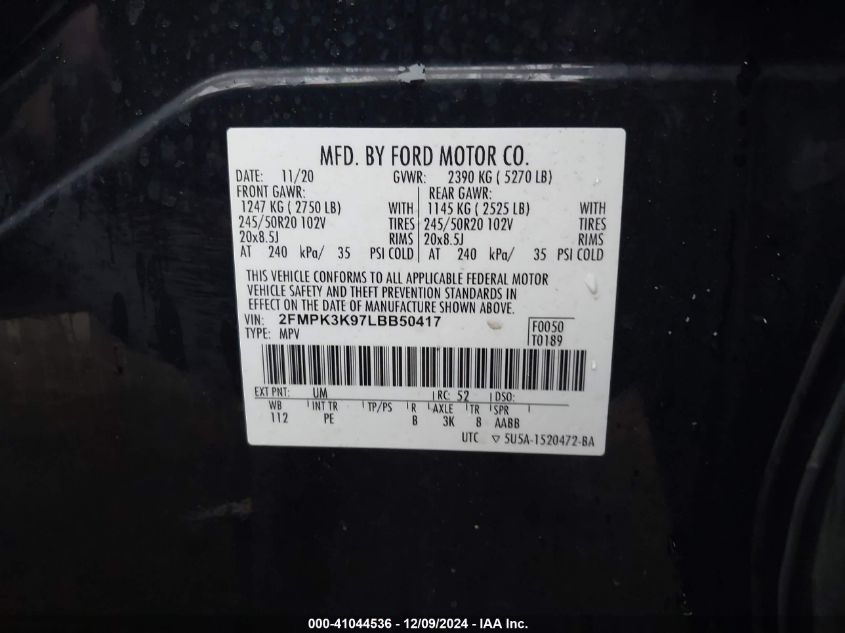 MFD. BY FORD MOTOR CO.
DATE: 11/20 GVWR: 2390 KG ( 5270 LB)
FRONT GAWR: REAR GAWR:
1247 KG ( 2750 LB) WITH 1145 KG ( 2525 LB) WITH
245/50R20 102V TIRES 245/50R20 102V TIRES
20x8.5J RIMS 20x8.5J RIMS
AT 240 kPa/ 35 PSI COLD AT 240 kPa/ 35 PSI COLD
THIS VEHICLE CONFORMS TO ALL APPLICABLE FEDERAL MOTOR
VEHICLE SAFETY AND THEFT PREVENTION STANDARDS IN
EFFECT ON THE DATE OF MANUFACTURE SHOWN ABOVE.
VIN: 2FMPK3K97LBB50417 F0050
TYPE: MPV T0189
EXT PNT: UM RC: 52 DSO:
WB INT TR TP/PS R AXLE TR SPR
112 PE B 3K 8 AABB
UTC ▽ 5U5A-1520472-BA
000-41044536 - 12/09/2024 - IAA Inc.